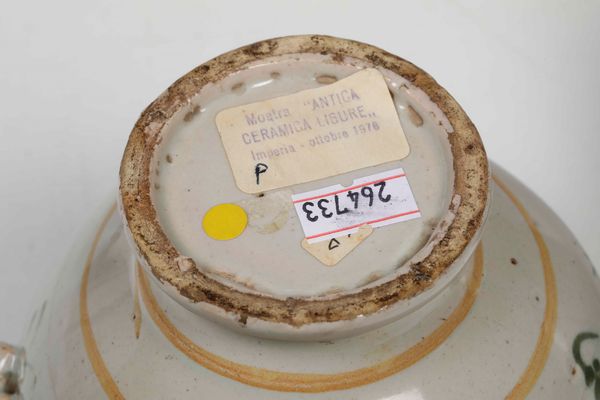 Mostra "ANTICA
CERAMICA LIGURE"
Imperia - ottobre 1976
P
264733
D.